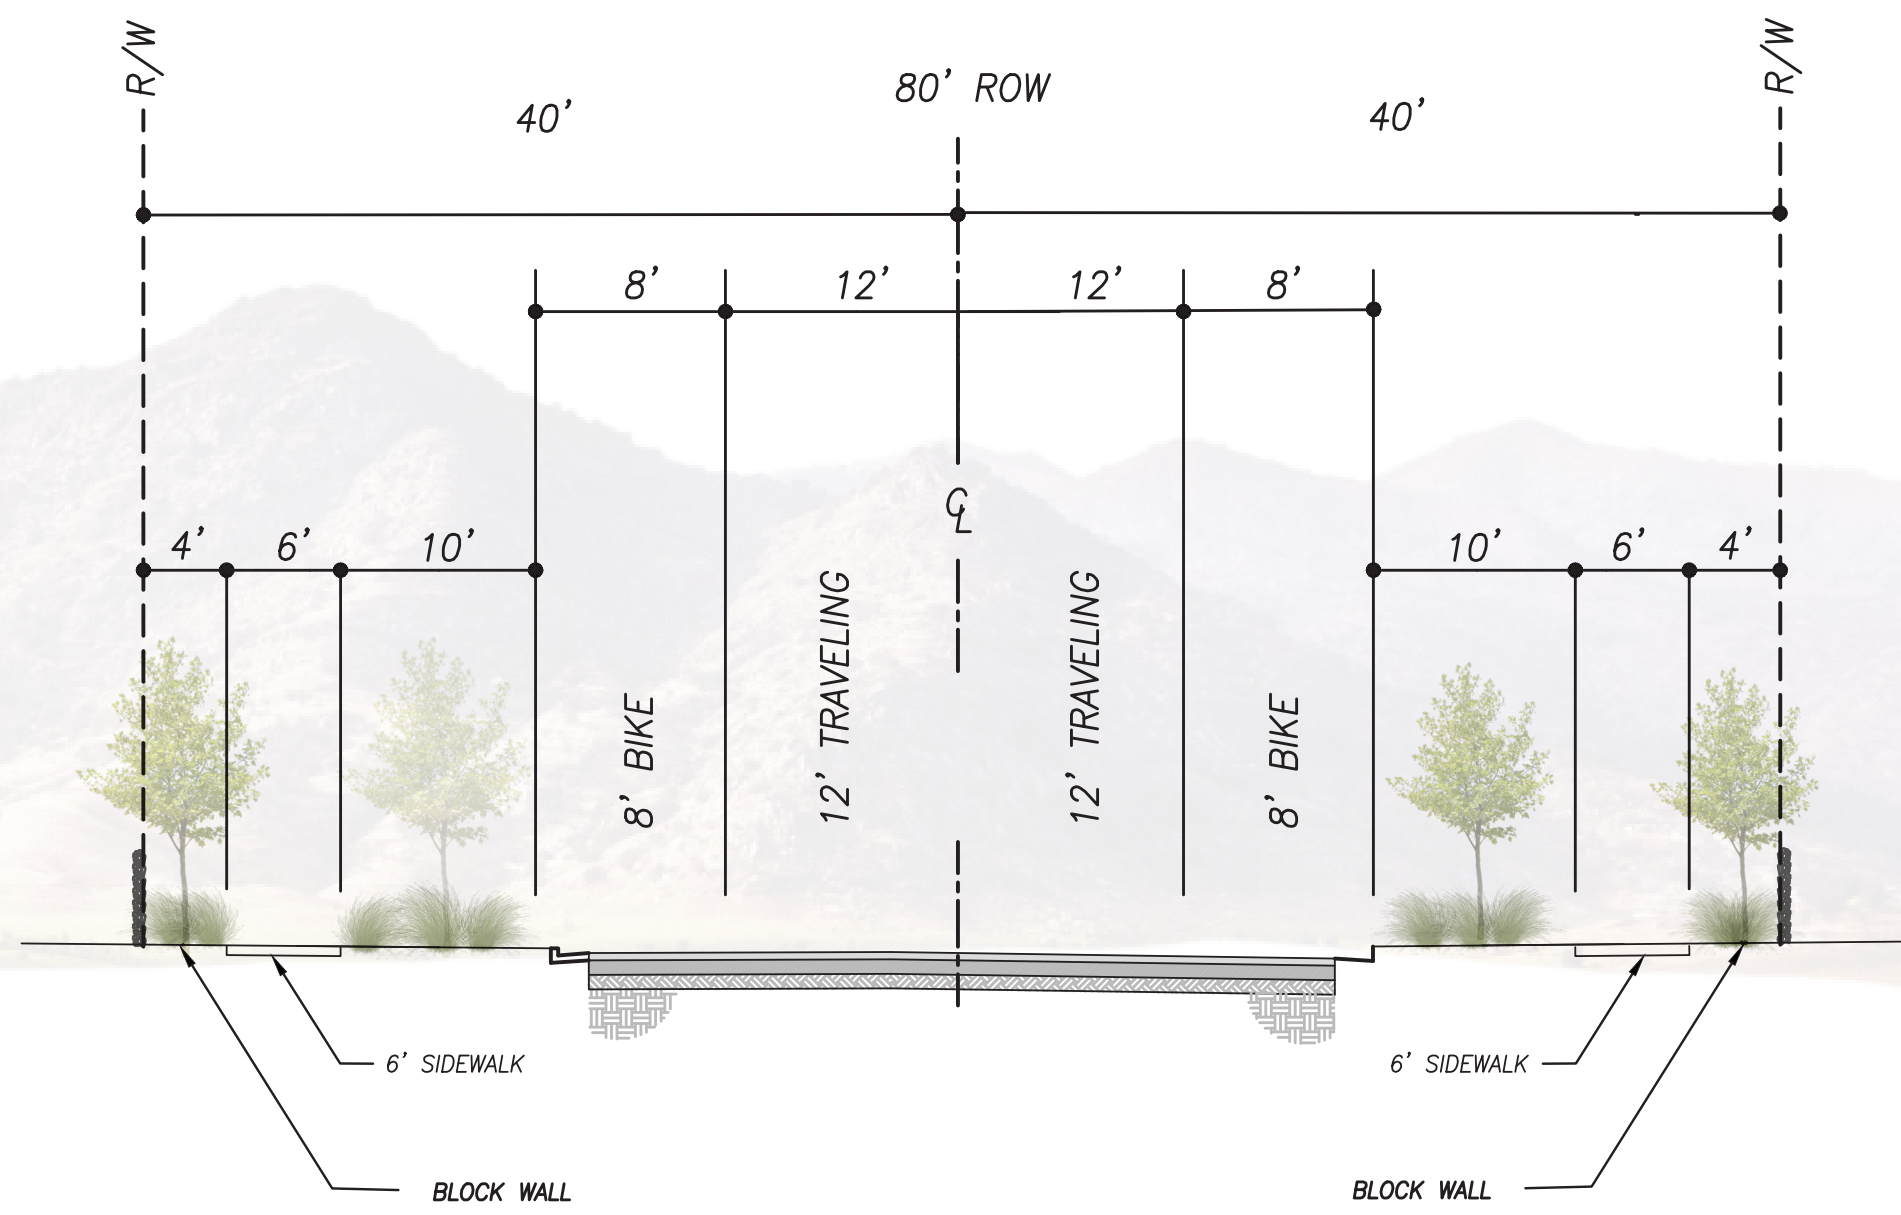 R/W
R/W
80' ROW
40'
40'
8'
12'
12'
8'
CL
4'
6'
10'
10'
6'
4'
8' BIKE
12' TRAVELING
12' TRAVELING
8' BIKE
6' SIDEWALK
6' SIDEWALK
BLOCK WALL
BLOCK WALL